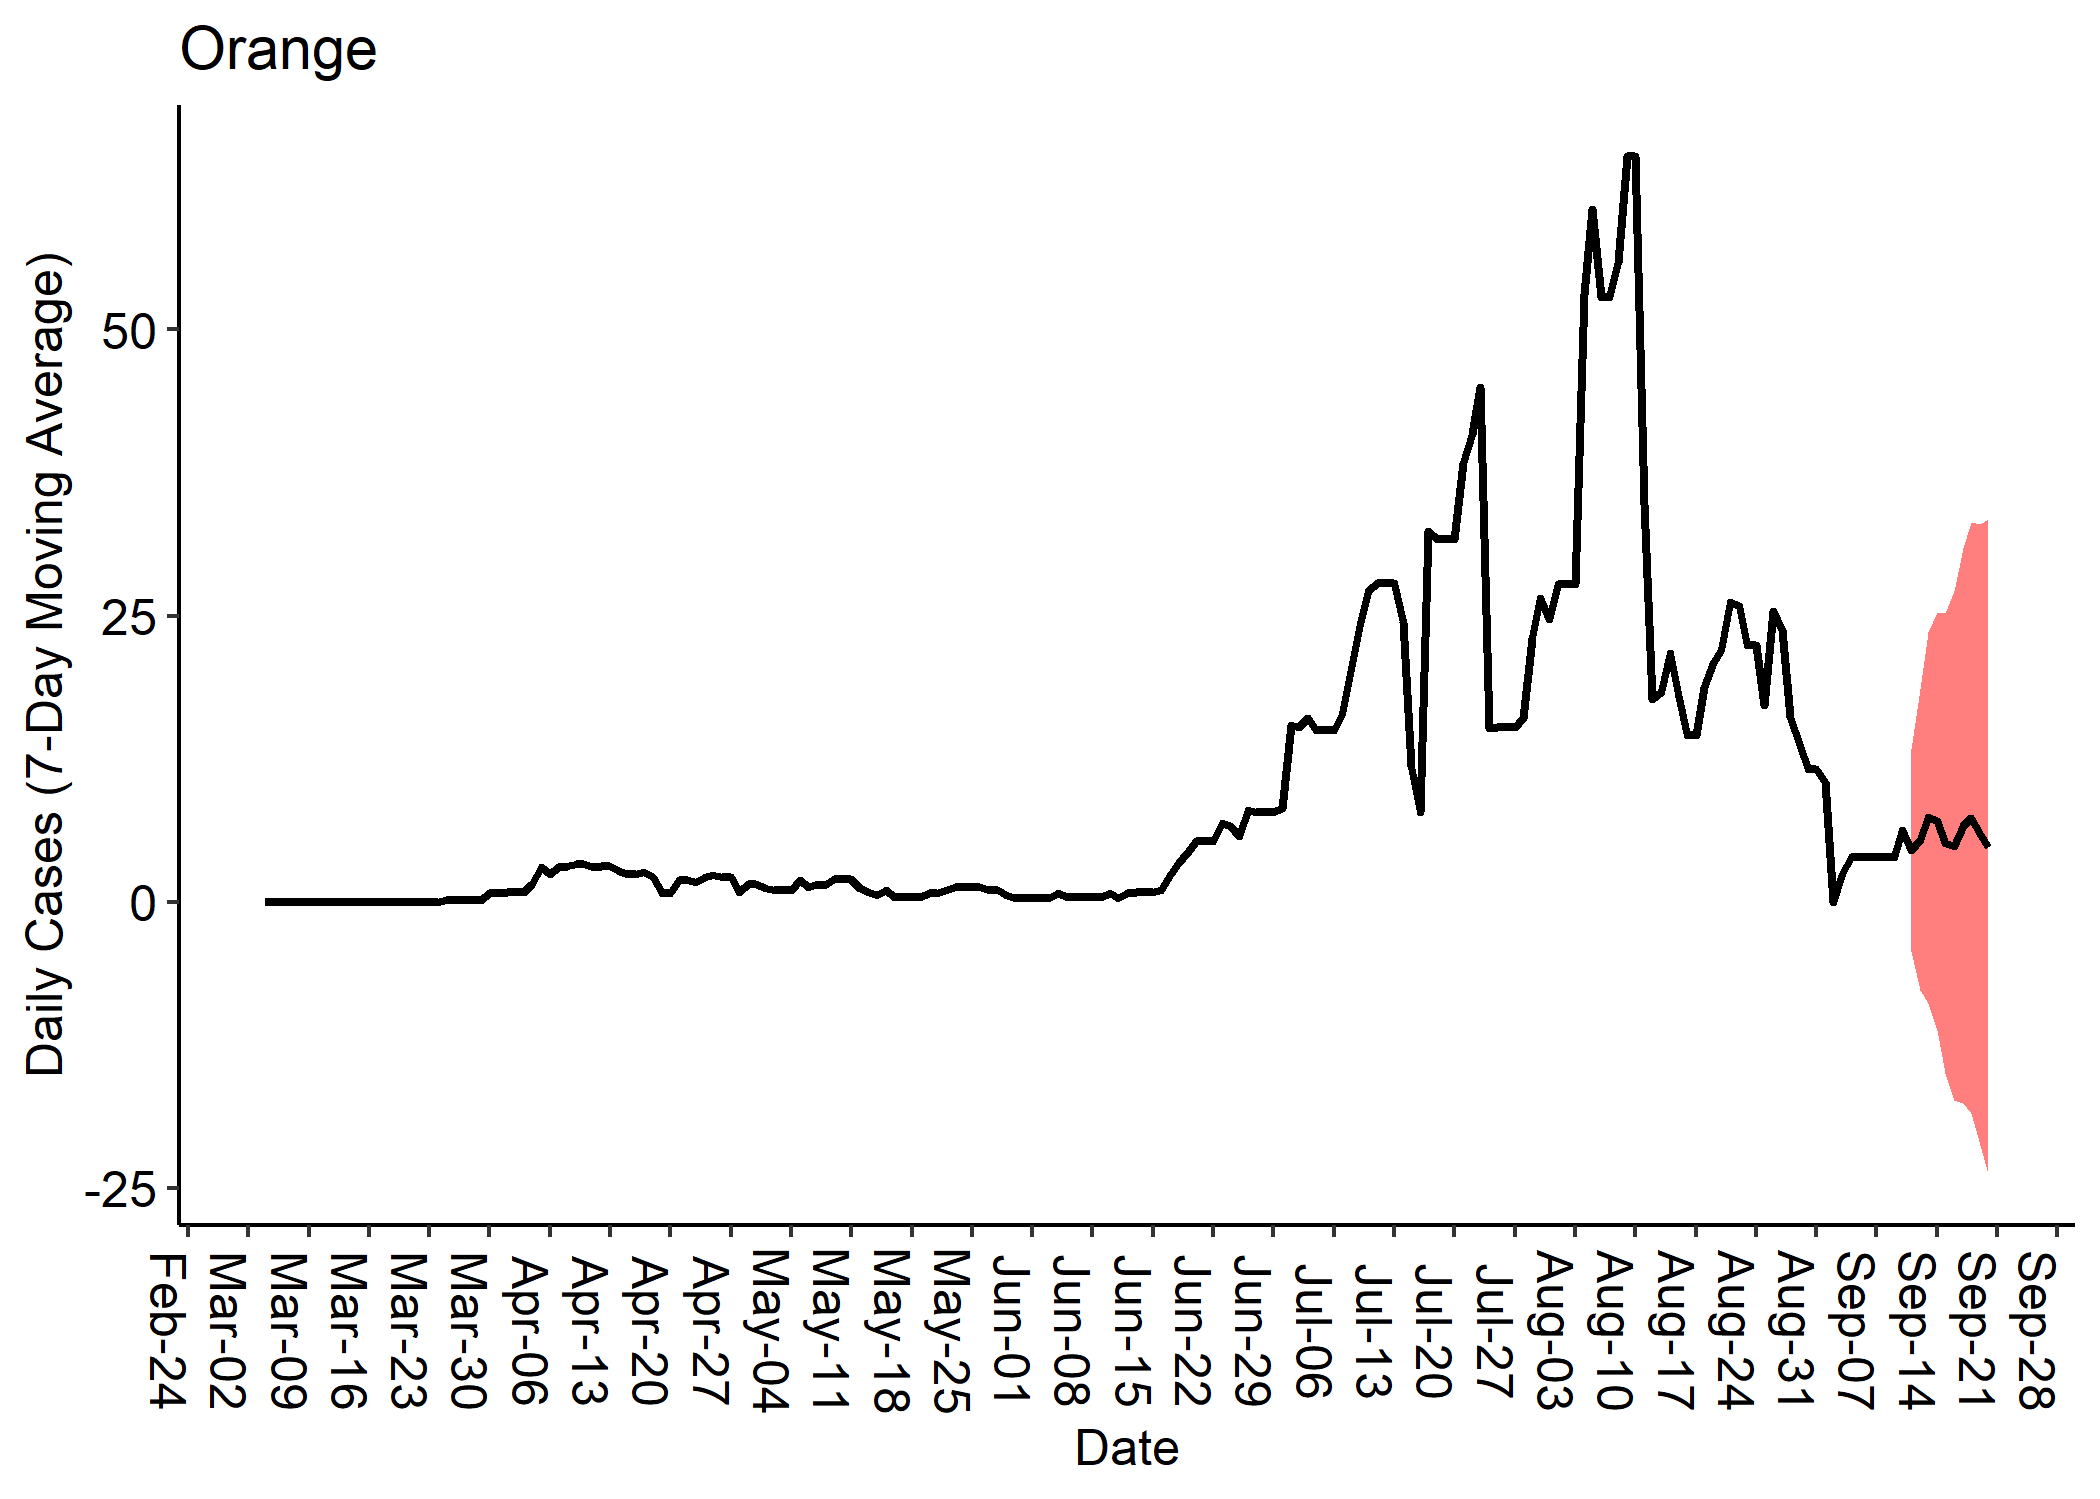 Orange
Daily Cases (7-Day Moving Average)
50
25
0
-25
Feb-24
Mar-02
Mar-09
Mar-16
Mar-23
Mar-30
Apr-06
Apr-13
Apr-20
Apr-27
May-04
May-11
May-18
May-25
Jun-01
Jun-08
Jun-15
Jun-22
Jun-29
Jul-06
Jul-13
Jul-20
Jul-27
Aug-03
Aug-10
Aug-17
Aug-24
Aug-31
Sep-07
Sep-14
Sep-21
Sep-28
Date